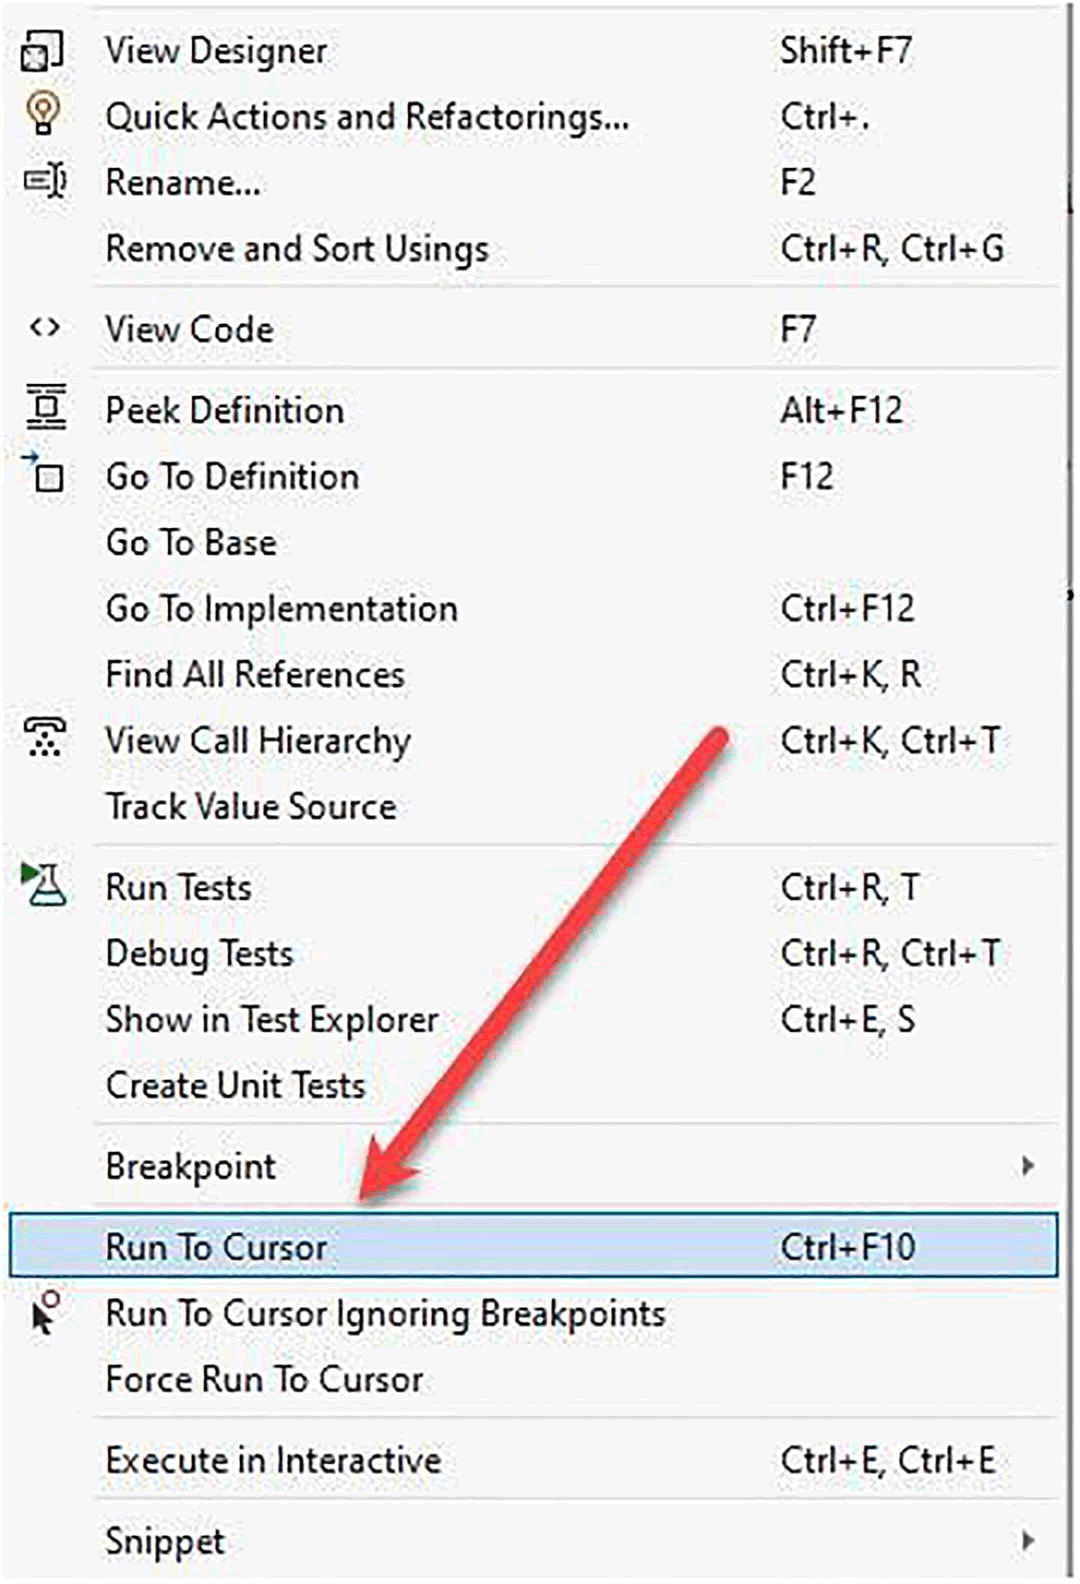 View Designer Shift+F7
Quick Actions and Refactorings... Ctrl+.
Rename... F2
Remove and Sort Usings Ctrl+R, Ctrl+G
View Code F7
Peek Definition Alt+F12
Go To Definition F12
Go To Base
Go To Implementation Ctrl+F12
Find All References Ctrl+K, R
View Call Hierarchy Ctrl+K, Ctrl+T
Track Value Source
Run Tests Ctrl+R, T
Debug Tests Ctrl+R, Ctrl+T
Show in Test Explorer Ctrl+E, S
Create Unit Tests
Breakpoint
Run To Cursor Ctrl+F10
Run To Cursor Ignoring Breakpoints
Force Run To Cursor
Execute in Interactive Ctrl+E, Ctrl+E
Snippet